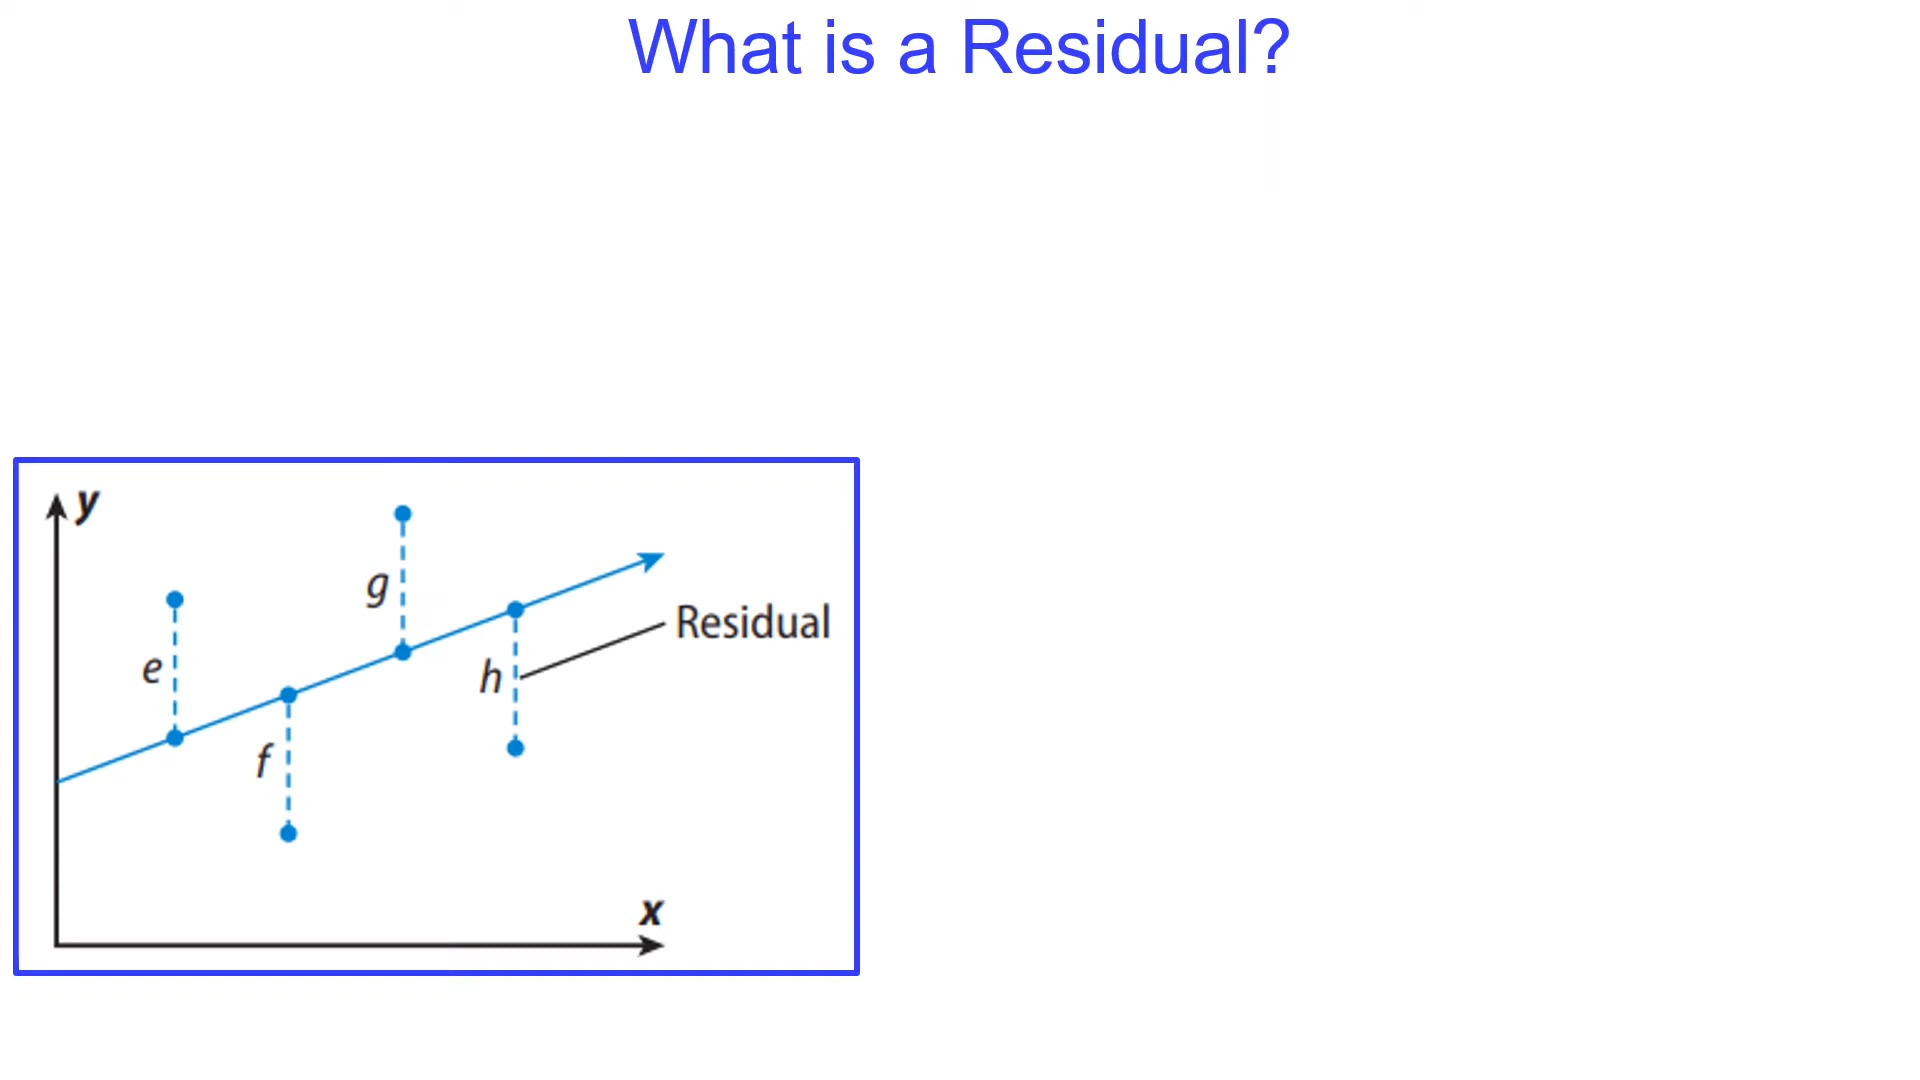 What is a Residual?
y
g
Residual
e
h
f
x